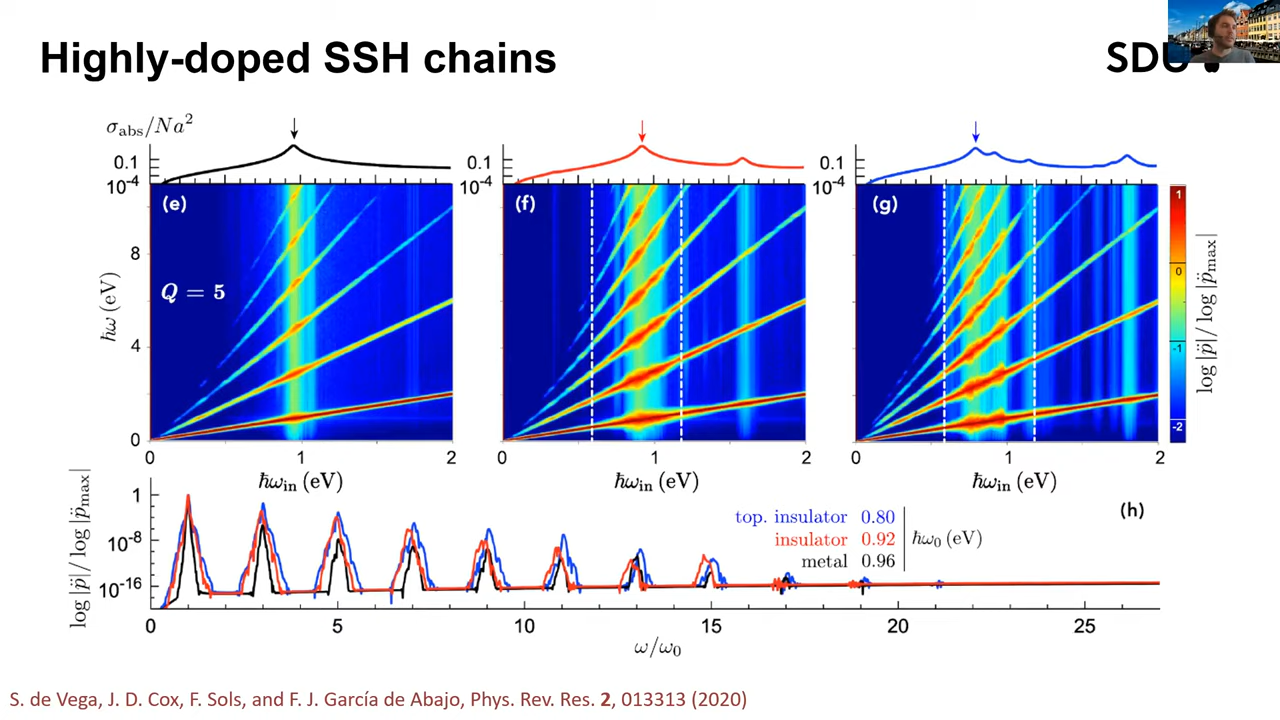 Highly-doped SSH chains
SDU
σabs/Na²
0.1
10⁻⁴
0.1
10⁻⁴
0.1
10⁻⁴
(e)
(f)
(g)
Q = 5
ħω (eV)
8
4
0
0 1 2
0 1 2
0 1 2
ħωin (eV)
ħωin (eV)
ħωin (eV)
1
0
-1
-2
log |p̈|/ log |p̈max|
log |p̈|/ log |p̈max|
1
10⁻⁸
10⁻¹⁶
(h)
top. insulator 0.80
insulator 0.92
metal 0.96
ħω₀ (eV)
0 5 10 15 20 25
ω/ω₀
S. de Vega, J. D. Cox, F. Sols, and F. J. García de Abajo, Phys. Rev. Res. 2, 013313 (2020)